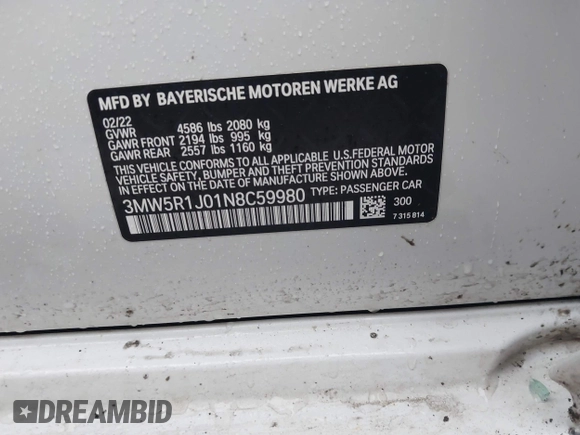 MFD BY BAYERISCHE MOTOREN WERKE AG
02/22
GVWR 4586 lbs 2080 kg
GAWR FRONT 2194 lbs 995 kg
GAWR REAR 2557 lbs 1160 kg
THIS VEHICLE CONFORMS TO ALL APPLICABLE U.S.FEDERAL MOTOR
VEHICLE SAFETY, BUMPER AND THEFT PREVENTION STANDARDS
IN EFFECT ON THE DATE OF MANUFACTURE SHOWN ABOVE.
3MW5R1J01N8C59980 TYPE: PASSENGER CAR
300
7 315 814
DREAMBID